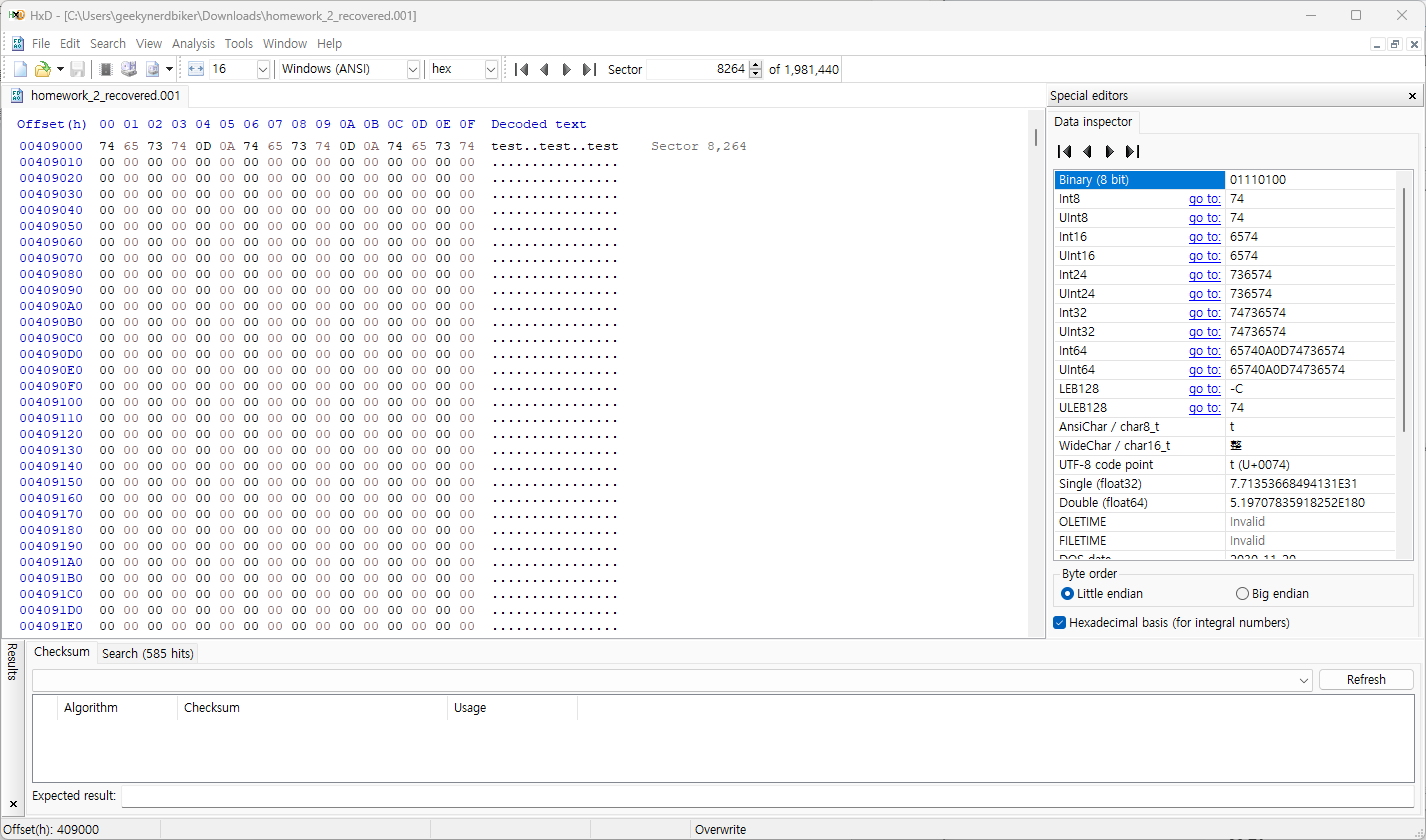 HxD - [C:\Users\geekynerdbiker\Downloads\homework_2_recovered.001]
File Edit Search View Analysis Tools Window Help
16 Windows (ANSI) hex Sector 8264 of 1,981,440
homework_2_recovered.001
Offset(h) 00 01 02 03 04 05 06 07 08 09 0A 0B 0C 0D 0E 0F Decoded text
00409000 74 65 73 74 0D 0A 74 65 73 74 0D 0A 74 65 73 74 test..test..test Sector 8,264
00409010 00 00 00 00 00 00 00 00 00 00 00 00 00 00 00 00 ................
00409020 00 00 00 00 00 00 00 00 00 00 00 00 00 00 00 00 ................
00409030 00 00 00 00 00 00 00 00 00 00 00 00 00 00 00 00 ................
00409040 00 00 00 00 00 00 00 00 00 00 00 00 00 00 00 00 ................
00409050 00 00 00 00 00 00 00 00 00 00 00 00 00 00 00 00 ................
00409060 00 00 00 00 00 00 00 00 00 00 00 00 00 00 00 00 ................
00409070 00 00 00 00 00 00 00 00 00 00 00 00 00 00 00 00 ................
00409080 00 00 00 00 00 00 00 00 00 00 00 00 00 00 00 00 ................
00409090 00 00 00 00 00 00 00 00 00 00 00 00 00 00 00 00 ................
004090A0 00 00 00 00 00 00 00 00 00 00 00 00 00 00 00 00 ................
004090B0 00 00 00 00 00 00 00 00 00 00 00 00 00 00 00 00 ................
004090C0 00 00 00 00 00 00 00 00 00 00 00 00 00 00 00 00 ................
004090D0 00 00 00 00 00 00 00 00 00 00 00 00 00 00 00 00 ................
004090E0 00 00 00 00 00 00 00 00 00 00 00 00 00 00 00 00 ................
004090F0 00 00 00 00 00 00 00 00 00 00 00 00 00 00 00 00 ................
00409100 00 00 00 00 00 00 00 00 00 00 00 00 00 00 00 00 ................
00409110 00 00 00 00 00 00 00 00 00 00 00 00 00 00 00 00 ................
00409120 00 00 00 00 00 00 00 00 00 00 00 00 00 00 00 00 ................
00409130 00 00 00 00 00 00 00 00 00 00 00 00 00 00 00 00 ................
00409140 00 00 00 00 00 00 00 00 00 00 00 00 00 00 00 00 ................
00409150 00 00 00 00 00 00 00 00 00 00 00 00 00 00 00 00 ................
00409160 00 00 00 00 00 00 00 00 00 00 00 00 00 00 00 00 ................
00409170 00 00 00 00 00 00 00 00 00 00 00 00 00 00 00 00 ................
00409180 00 00 00 00 00 00 00 00 00 00 00 00 00 00 00 00 ................
00409190 00 00 00 00 00 00 00 00 00 00 00 00 00 00 00 00 ................
004091A0 00 00 00 00 00 00 00 00 00 00 00 00 00 00 00 00 ................
004091B0 00 00 00 00 00 00 00 00 00 00 00 00 00 00 00 00 ................
004091C0 00 00 00 00 00 00 00 00 00 00 00 00 00 00 00 00 ................
004091D0 00 00 00 00 00 00 00 00 00 00 00 00 00 00 00 00 ................
004091E0 00 00 00 00 00 00 00 00 00 00 00 00 00 00 00 00 ................
Special editors
Data inspector
Binary (8 bit) 01110100
Int8 go to: 74
UInt8 go to: 74
Int16 go to: 6574
UInt16 go to: 6574
Int24 go to: 736574
UInt24 go to: 736574
Int32 go to: 74736574
UInt32 go to: 74736574
Int64 go to: 65740A0D74736574
UInt64 go to: 65740A0D74736574
LEB128 go to: -C
ULEB128 go to: 74
AnsiChar / char8_t t
WideChar / char16_t 整
UTF-8 code point t (U+0074)
Single (float32) 7.71353668494131E31
Double (float64) 5.19707835918252E180
OLETIME Invalid
FILETIME Invalid
Byte order
Little endian Big endian
Hexadecimal basis (for integral numbers)
Results
Checksum Search (585 hits)
Refresh
Algorithm Checksum Usage
Expected result:
Offset(h): 409000 Overwrite